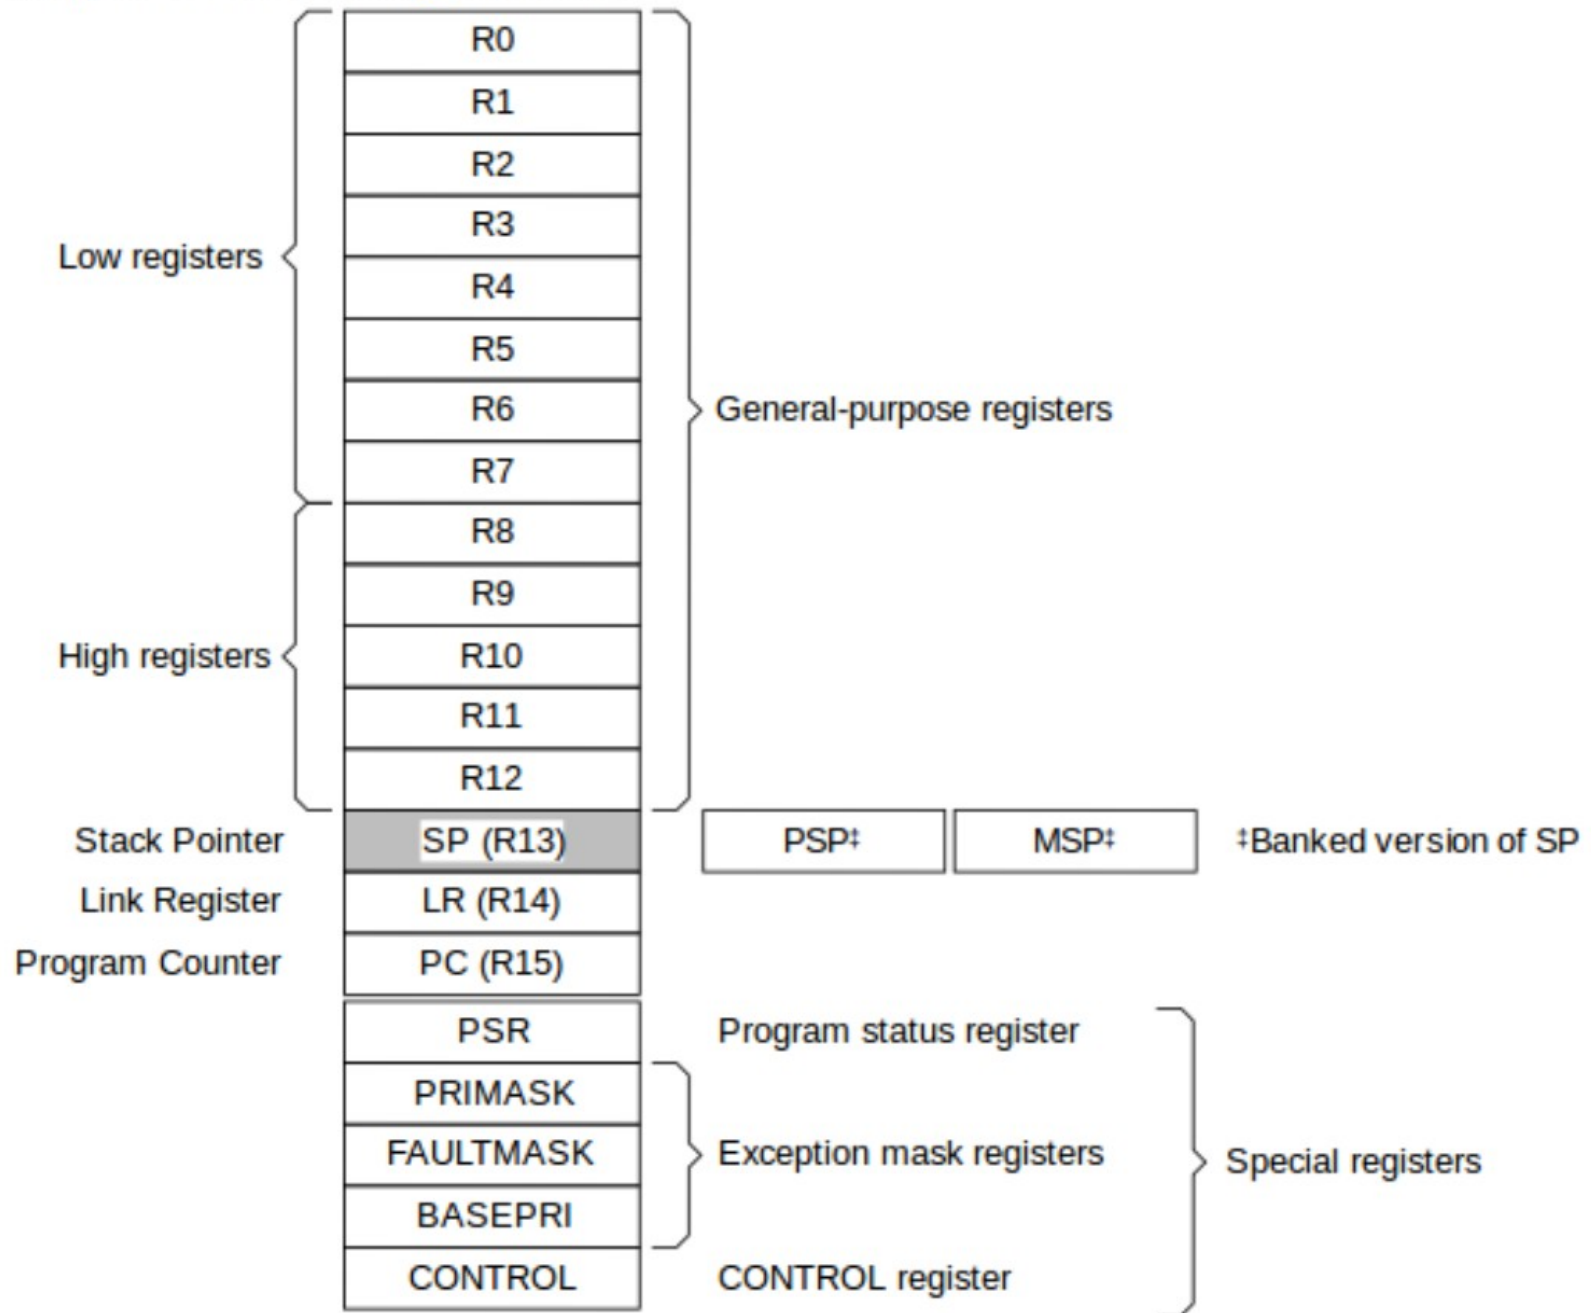 R0
R1
R2
R3
Low registers
R4
R5
R6
General-purpose registers
R7
R8
R9
High registers
R10
R11
R12
Stack Pointer SP (R13) PSP‡ MSP‡ ‡Banked version of SP
Link Register LR (R14)
Program Counter PC (R15)
PSR Program status register
PRIMASK
FAULTMASK Exception mask registers Special registers
BASEPRI
CONTROL CONTROL register